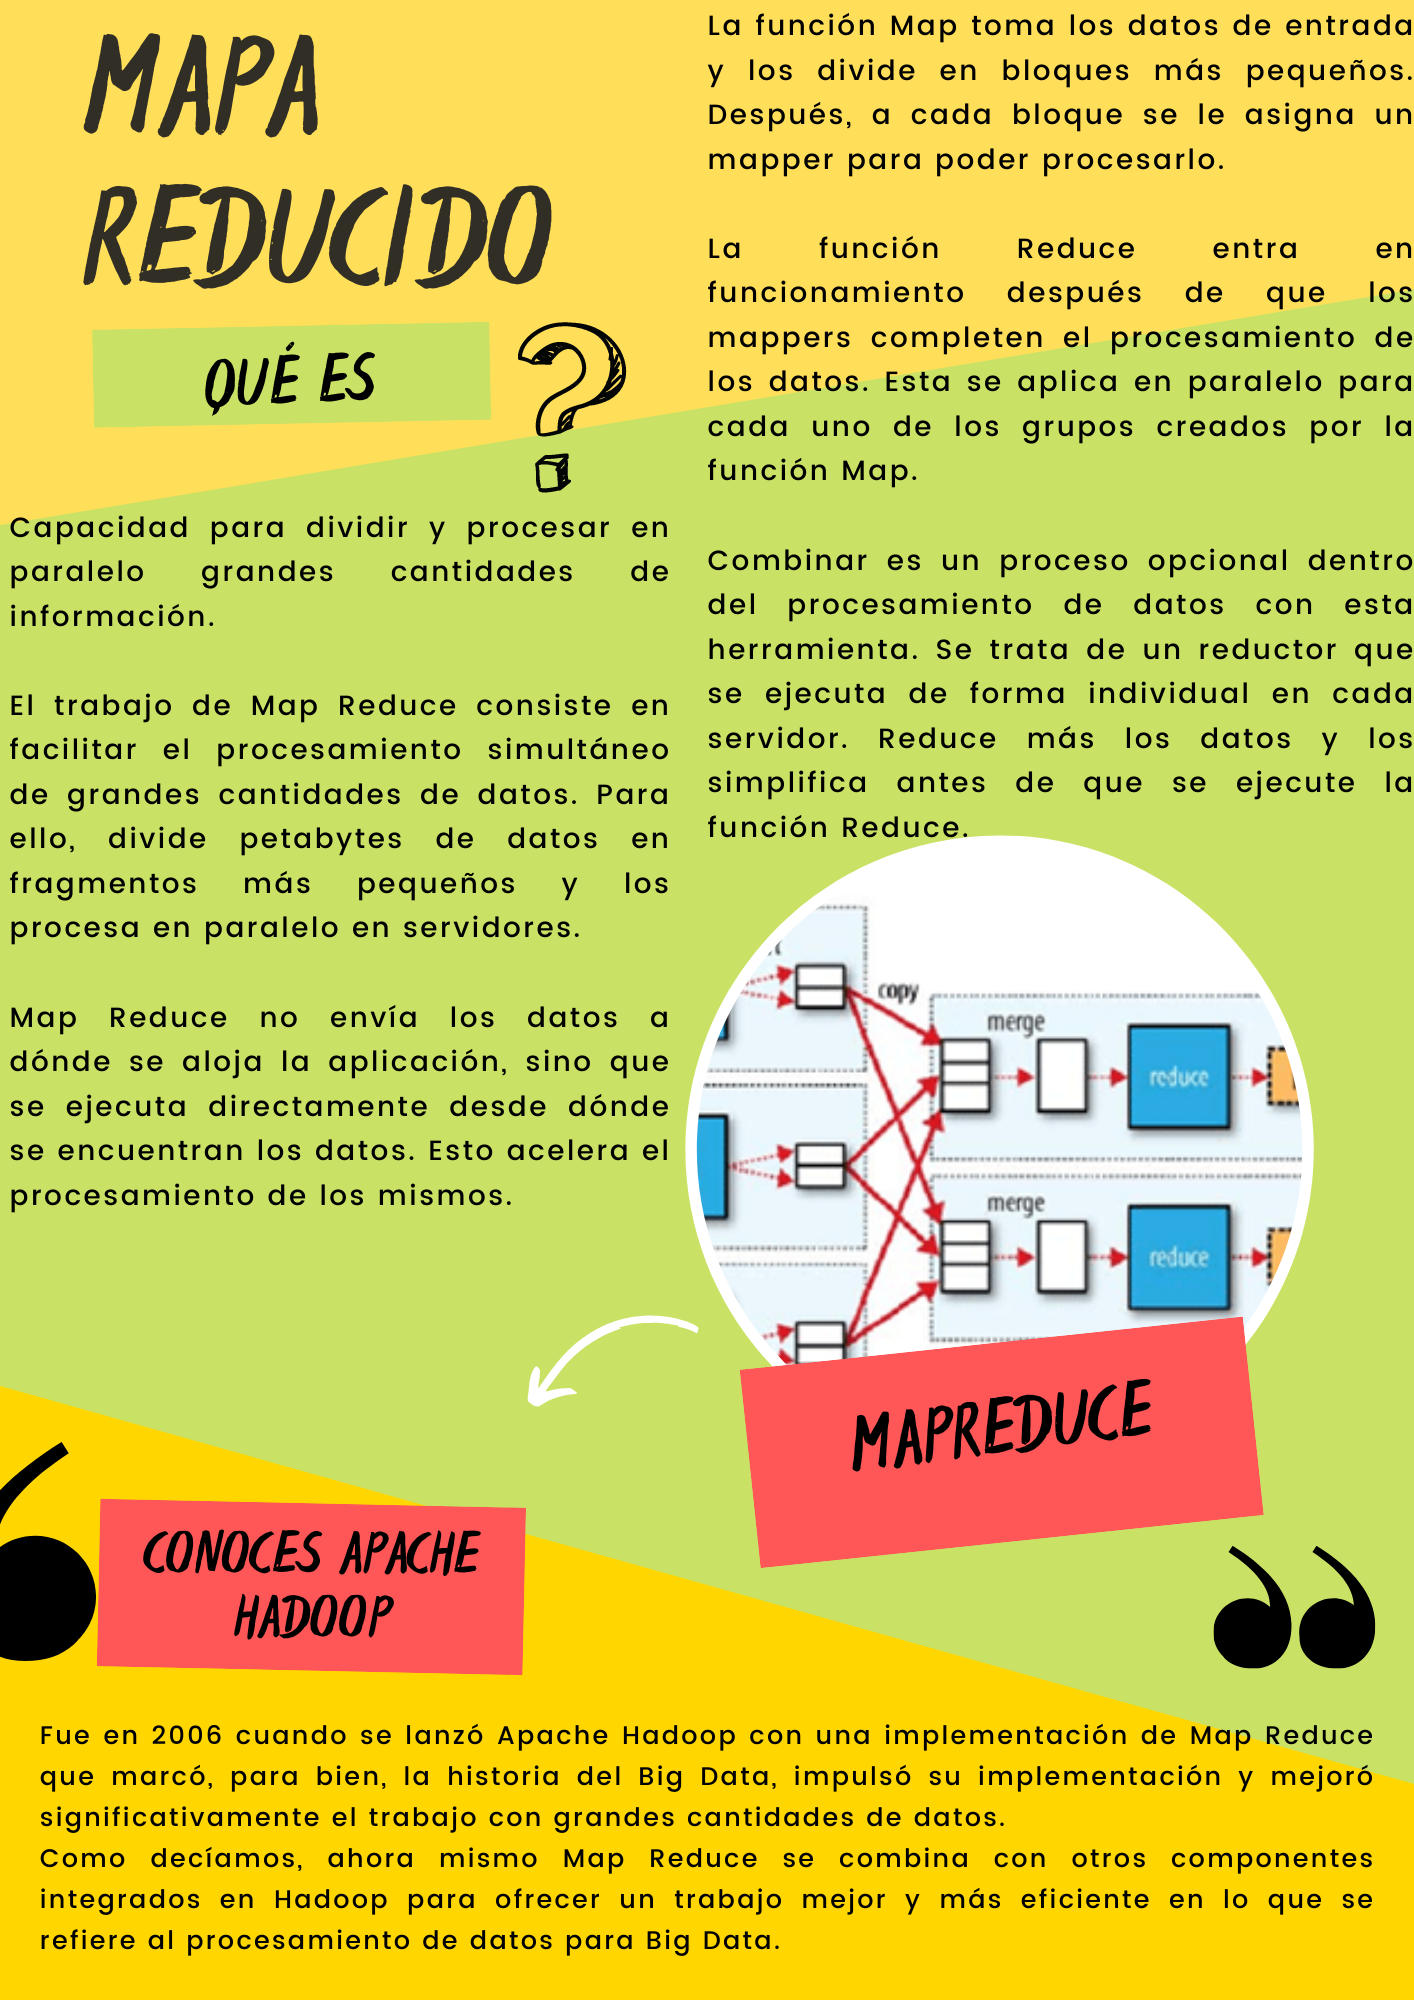 MAPA
REDUCIDO
QUÉ ES
?
Capacidad para dividir y procesar en
paralelo grandes cantidades de
información.
El trabajo de Map Reduce consiste en
facilitar el procesamiento simultáneo
de grandes cantidades de datos. Para
ello, divide petabytes de datos en
fragmentos más pequeños y los
procesa en paralelo en servidores.
Map Reduce no envía los datos a
dónde se aloja la aplicación, sino que
se ejecuta directamente desde dónde
se encuentran los datos. Esto acelera el
procesamiento de los mismos.
La función Map toma los datos de entrada
y los divide en bloques más pequeños.
Después, a cada bloque se le asigna un
mapper para poder procesarlo.
La función Reduce entra en
funcionamiento después de que los
mappers completen el procesamiento de
los datos. Esta se aplica en paralelo para
cada uno de los grupos creados por la
función Map.
Combinar es un proceso opcional dentro
del procesamiento de datos con esta
herramienta. Se trata de un reductor que
se ejecuta de forma individual en cada
servidor. Reduce más los datos y los
simplifica antes de que se ejecute la
función Reduce.
copy
merge
reduce
merge
reduce
MAPREDUCE
CONOCES APACHE
HADOOP
Fue en 2006 cuando se lanzó Apache Hadoop con una implementación de Map Reduce
que marcó, para bien, la historia del Big Data, impulsó su implementación y mejoró
significativamente el trabajo con grandes cantidades de datos.
Como decíamos, ahora mismo Map Reduce se combina con otros componentes
integrados en Hadoop para ofrecer un trabajo mejor y más eficiente en lo que se
refiere al procesamiento de datos para Big Data.